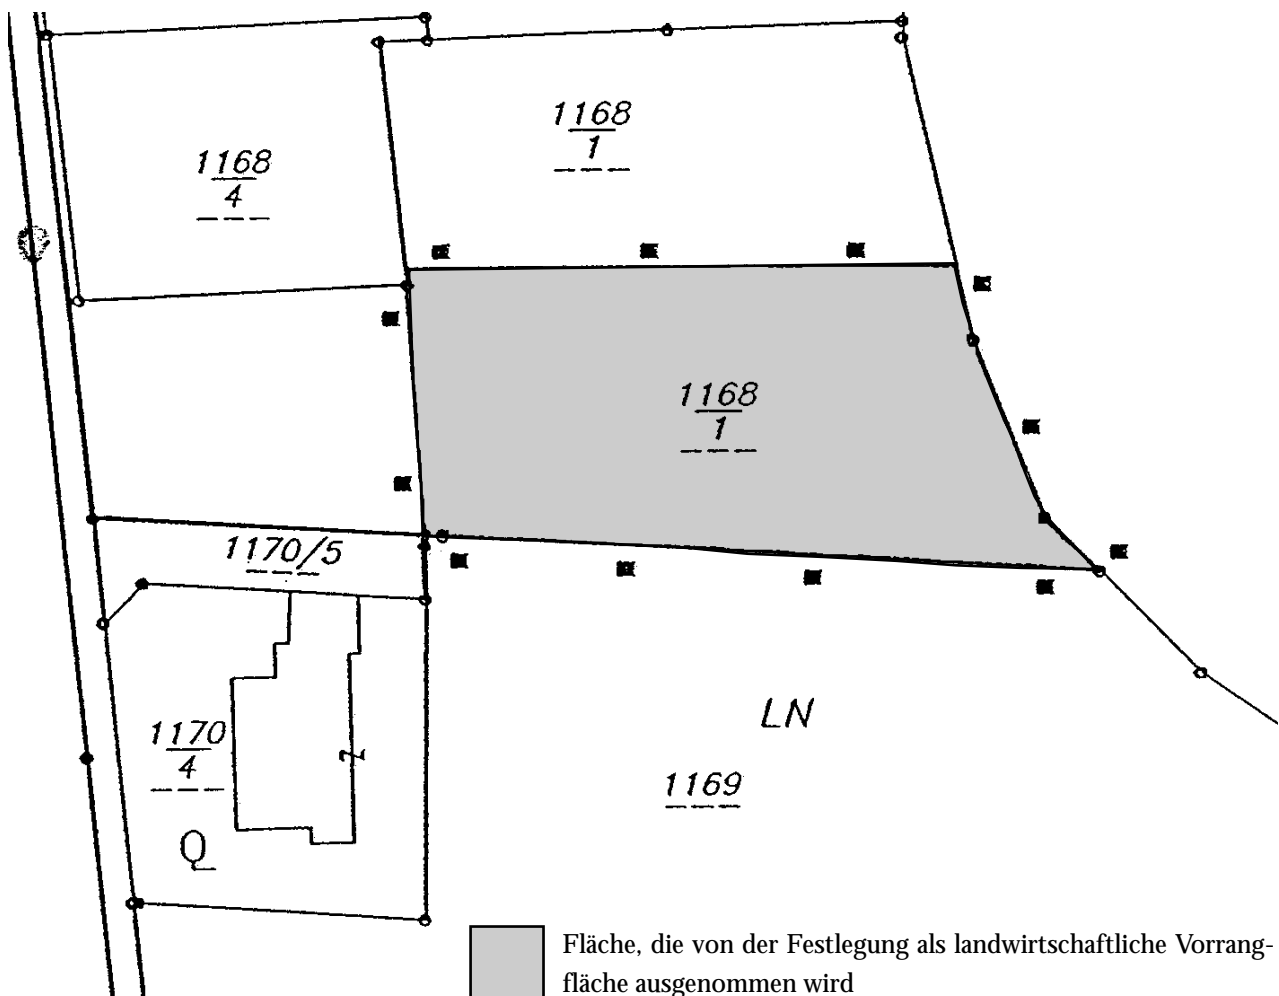 1168
1
1168
4
1168
1
1170/5
LN
1170
4
1169
Q
Fläche, die von der Festlegung als landwirtschaftliche Vorrang-
fläche ausgenommen wird